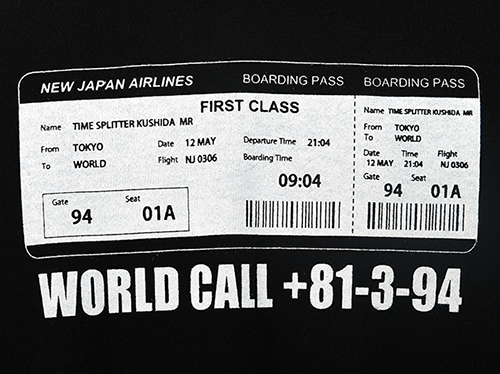 NEW JAPAN AIRLINES BOARDING PASS BOARDING PASS
FIRST CLASS
Name TIME SPLITTER KUSHIDA MR
From TOKYO Date 12 MAY Departure Time 21:04
To WORLD Flight NJ 0306 Boarding Time
09:04
Gate 94 Seat 01A
Name TIME SPLITTER KUSHIDA MR
From TOKYO
To WORLD
Date Time Flight
12 MAY 21:04 NJ 0306
Gate Seat
94 01A
WORLD CALL +81-3-94